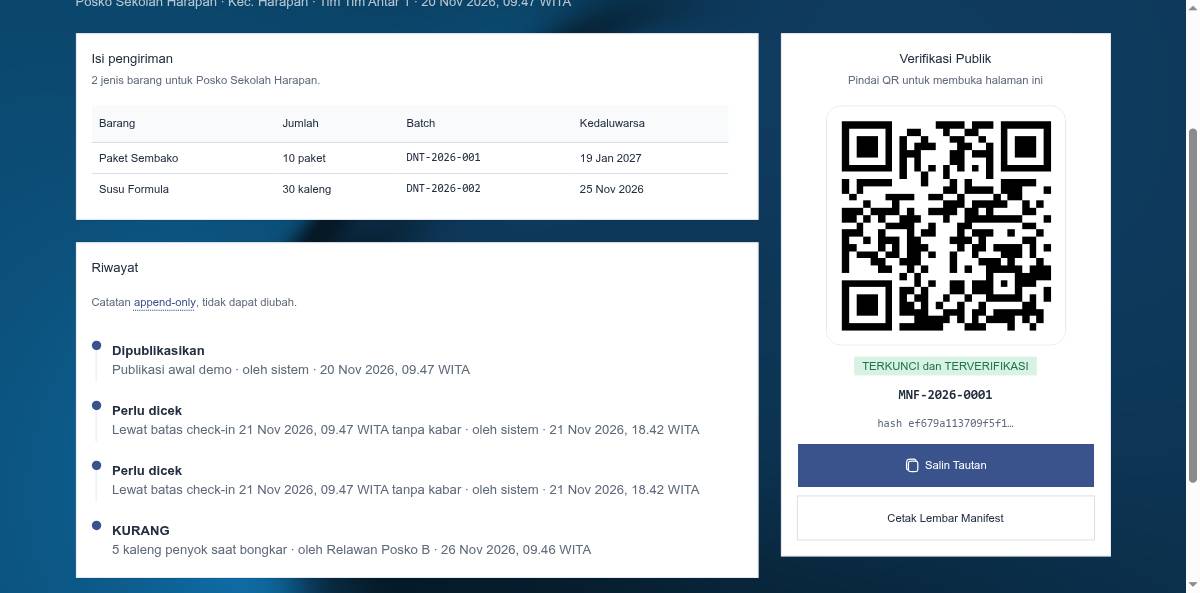 Posko Sekolah Harapan · Kec. Harapan · Tim Tim Antar 1 · 20 Nov 2026, 09.47 WITA
Isi pengiriman
2 jenis barang untuk Posko Sekolah Harapan.
Barang Jumlah Batch Kedaluwarsa
Paket Sembako 10 paket DNT-2026-001 19 Jan 2027
Susu Formula 30 kaleng DNT-2026-002 25 Nov 2026
Riwayat
Catatan append-only, tidak dapat diubah.
Dipublikasikan
Publikasi awal demo · oleh sistem · 20 Nov 2026, 09.47 WITA
Perlu dicek
Lewat batas check-in 21 Nov 2026, 09.47 WITA tanpa kabar · oleh sistem · 21 Nov 2026, 18.42 WITA
Perlu dicek
Lewat batas check-in 21 Nov 2026, 09.47 WITA tanpa kabar · oleh sistem · 21 Nov 2026, 18.42 WITA
KURANG
5 kaleng penyok saat bongkar · oleh Relawan Posko B · 26 Nov 2026, 09.46 WITA
Verifikasi Publik
Pindai QR untuk membuka halaman ini
TERKUNCI dan TERVERIFIKASI
MNF-2026-0001
hash ef679a113709f5f1…
Salin Tautan
Cetak Lembar Manifest